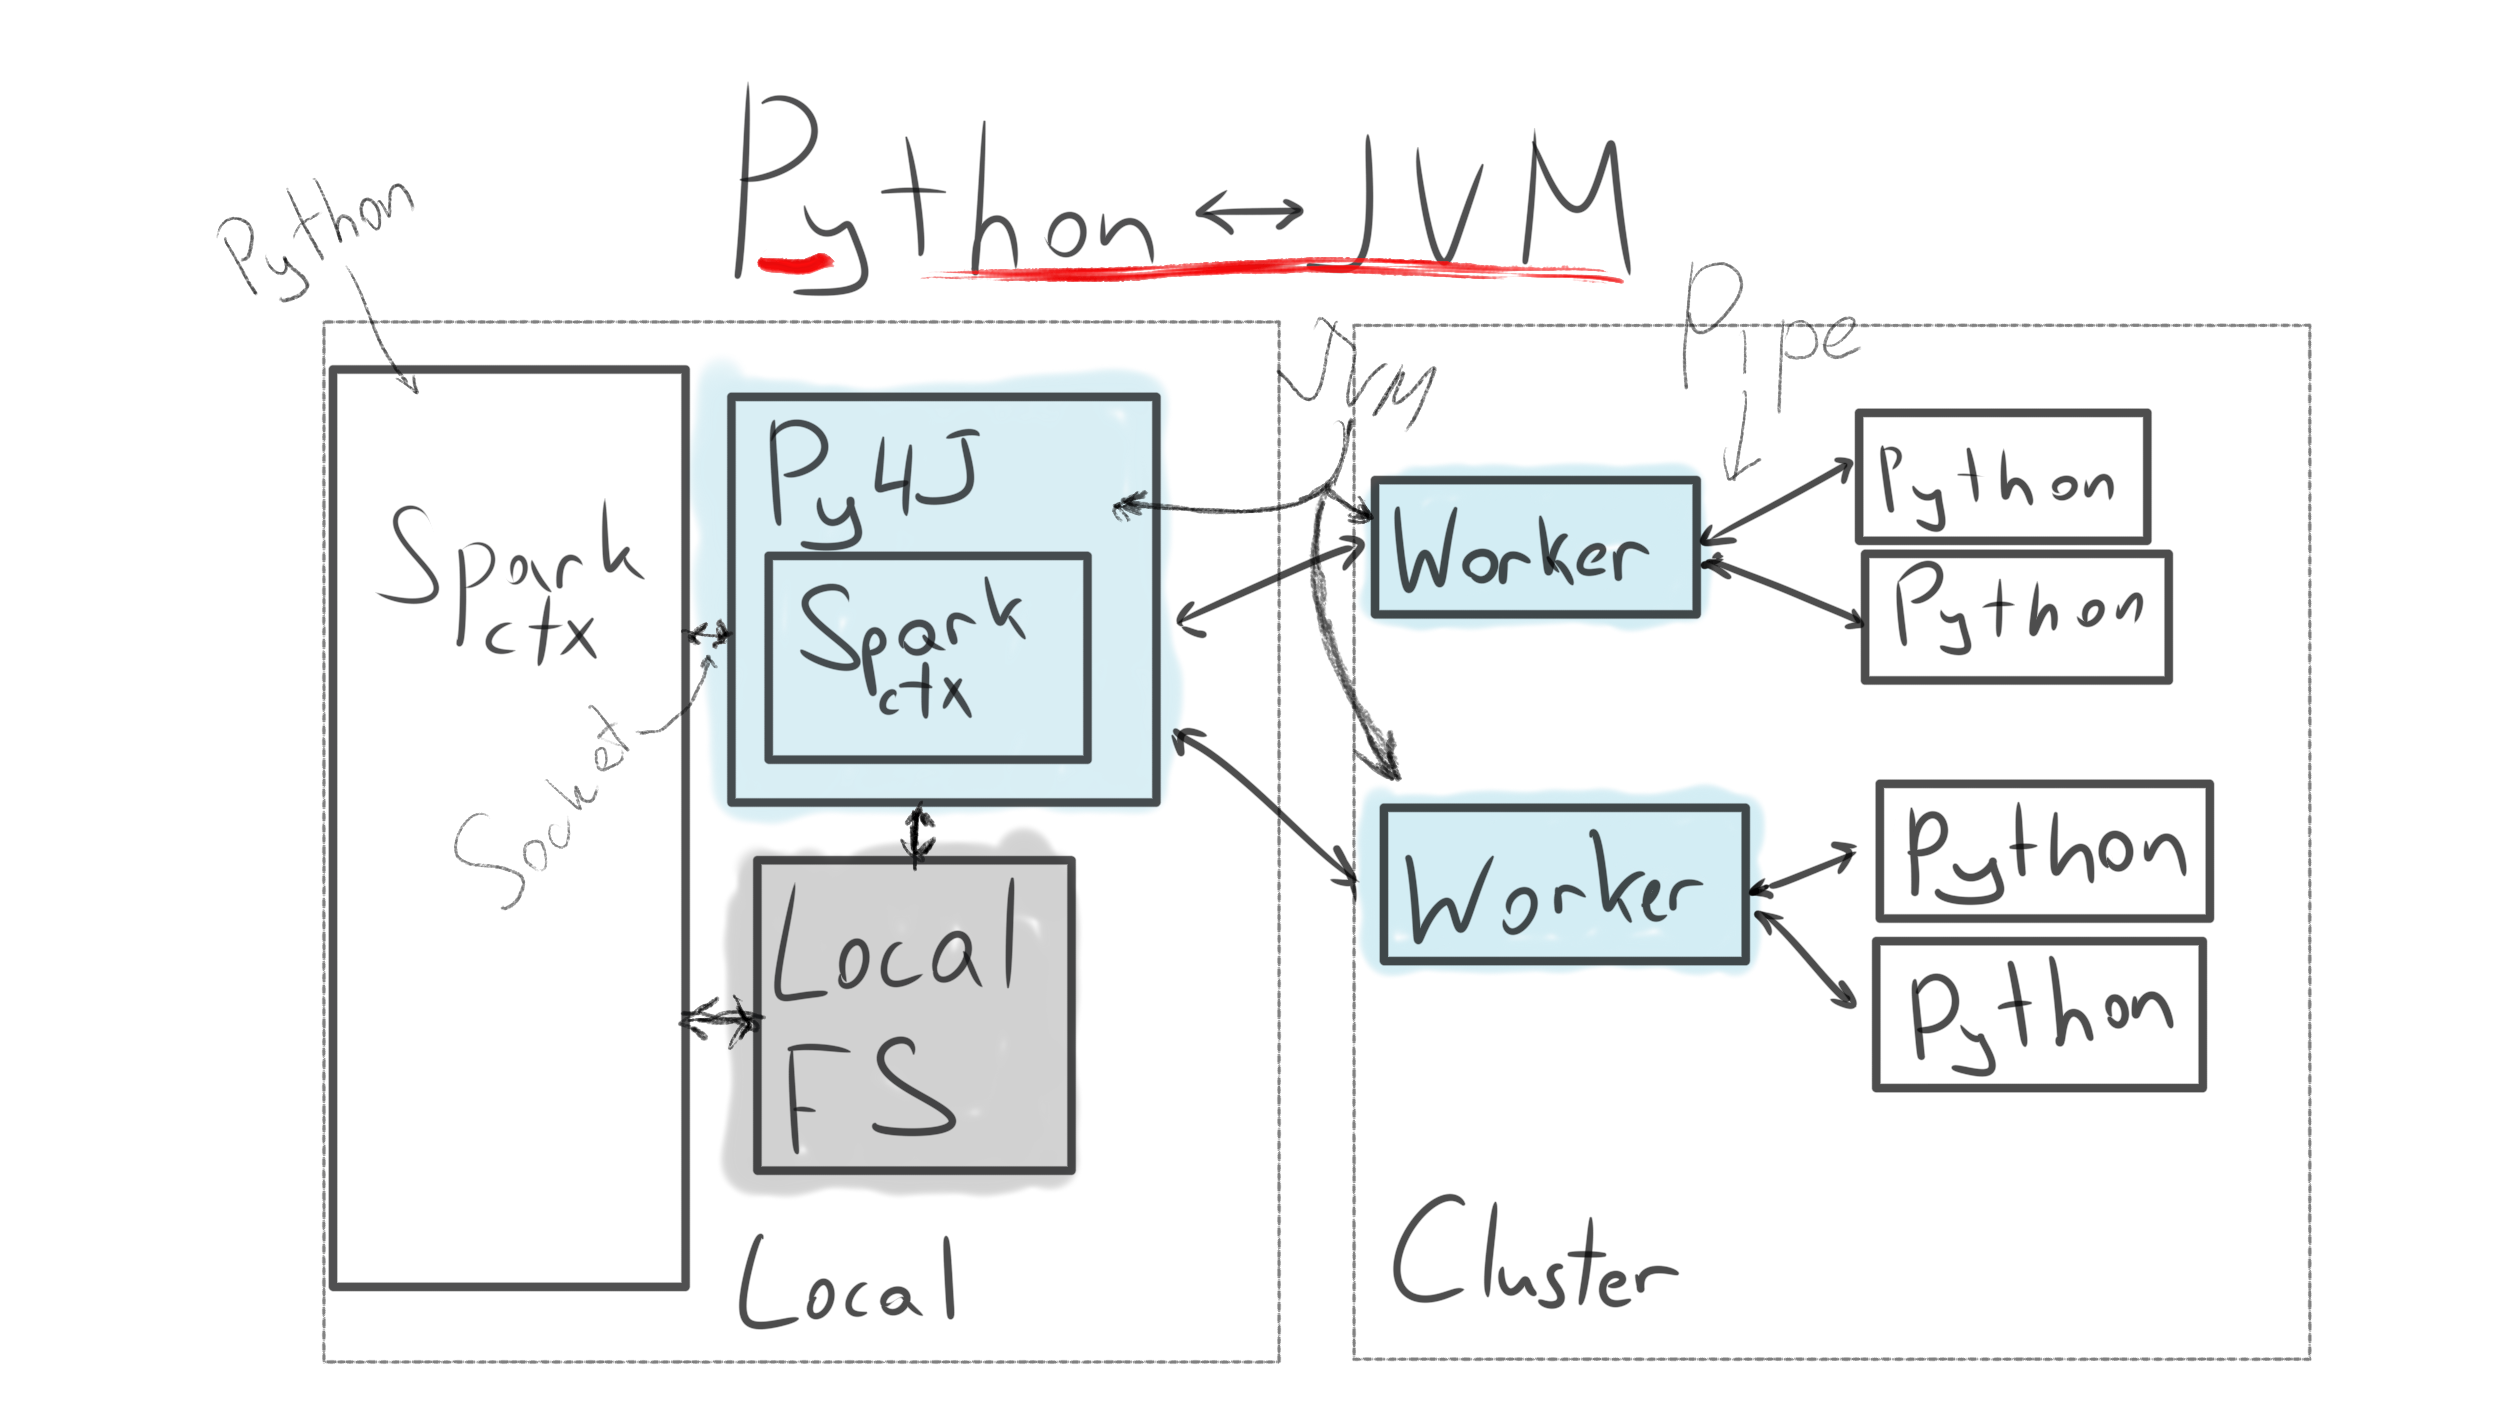 Python ↔ JVM
Python
Spark
ctx
Socket
Py4J
Spark
ctx
Local
FS
Local
JVM
Pipe
Worker
Python
Python
Worker
Python
Python
Cluster